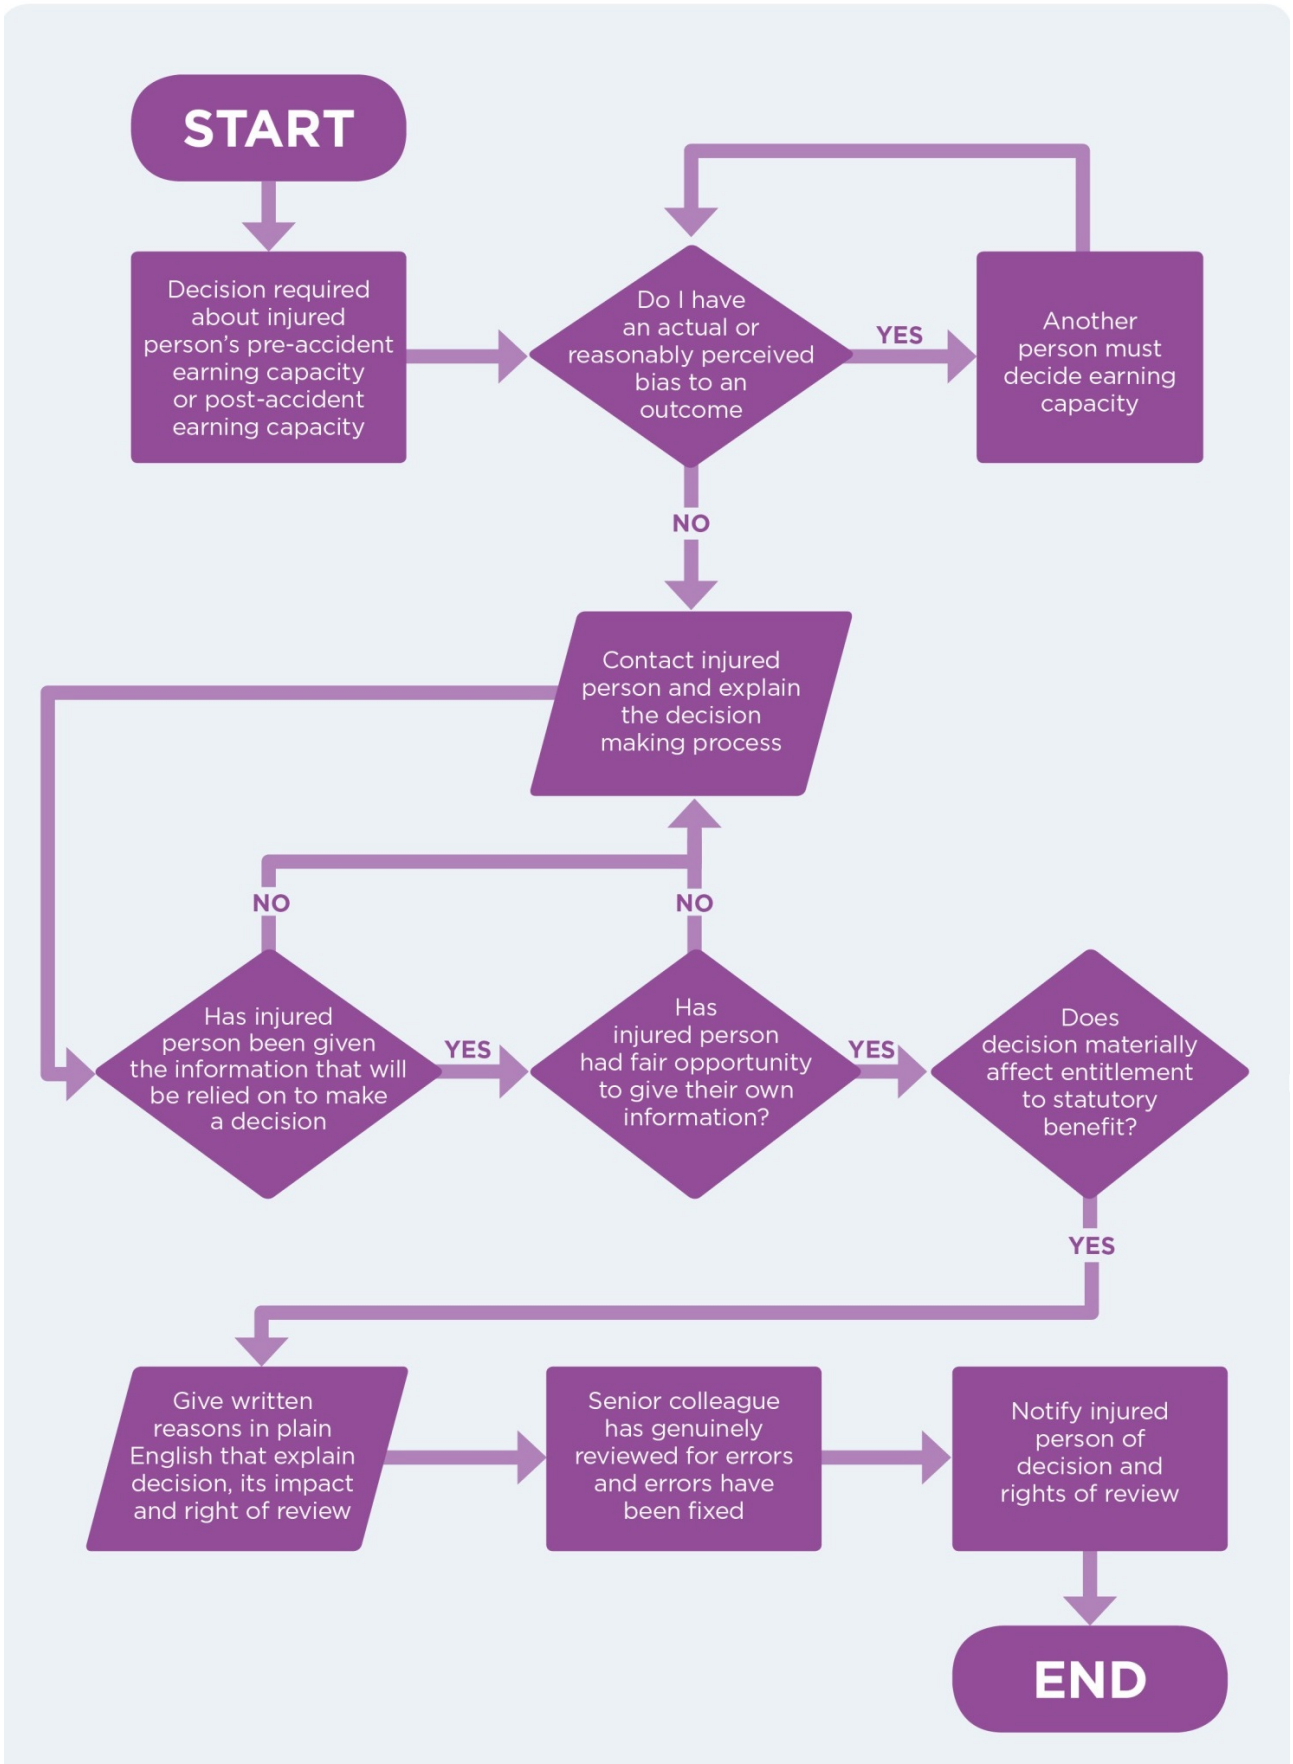 START
Decision required
about injured
person's pre-accident
earning capacity
or post-accident
earning capacity
Do I have
an actual or
reasonably perceived
bias to an
outcome
YES
Another
person must
decide earning
capacity
NO
Contact injured
person and explain
the decision
making process
NO
NO
Has injured
person been given
the information that will
be relied on to make
a decision
YES
Has
injured person
had fair opportunity
to give their own
information?
YES
Does
decision materially
affect entitlement
to statutory
benefit?
YES
Give written
reasons in plain
English that explain
decision, its impact
and right of review
Senior colleague
has genuinely
reviewed for errors
and errors have
been fixed
Notify injured
person of
decision and
rights of review
END